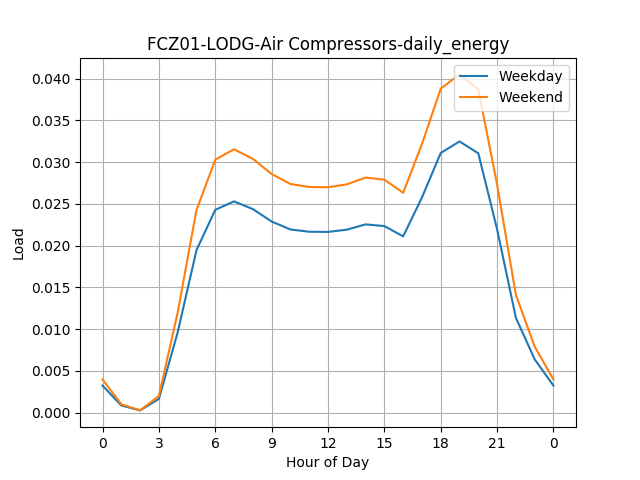 FCZ01-LODG-Air Compressors-daily_energy
Weekday
Weekend
0.040
0.035
0.030
0.025
0.020
0.015
0.010
0.005
0.000
Load
0 3 6 9 12 15 18 21 0
Hour of Day